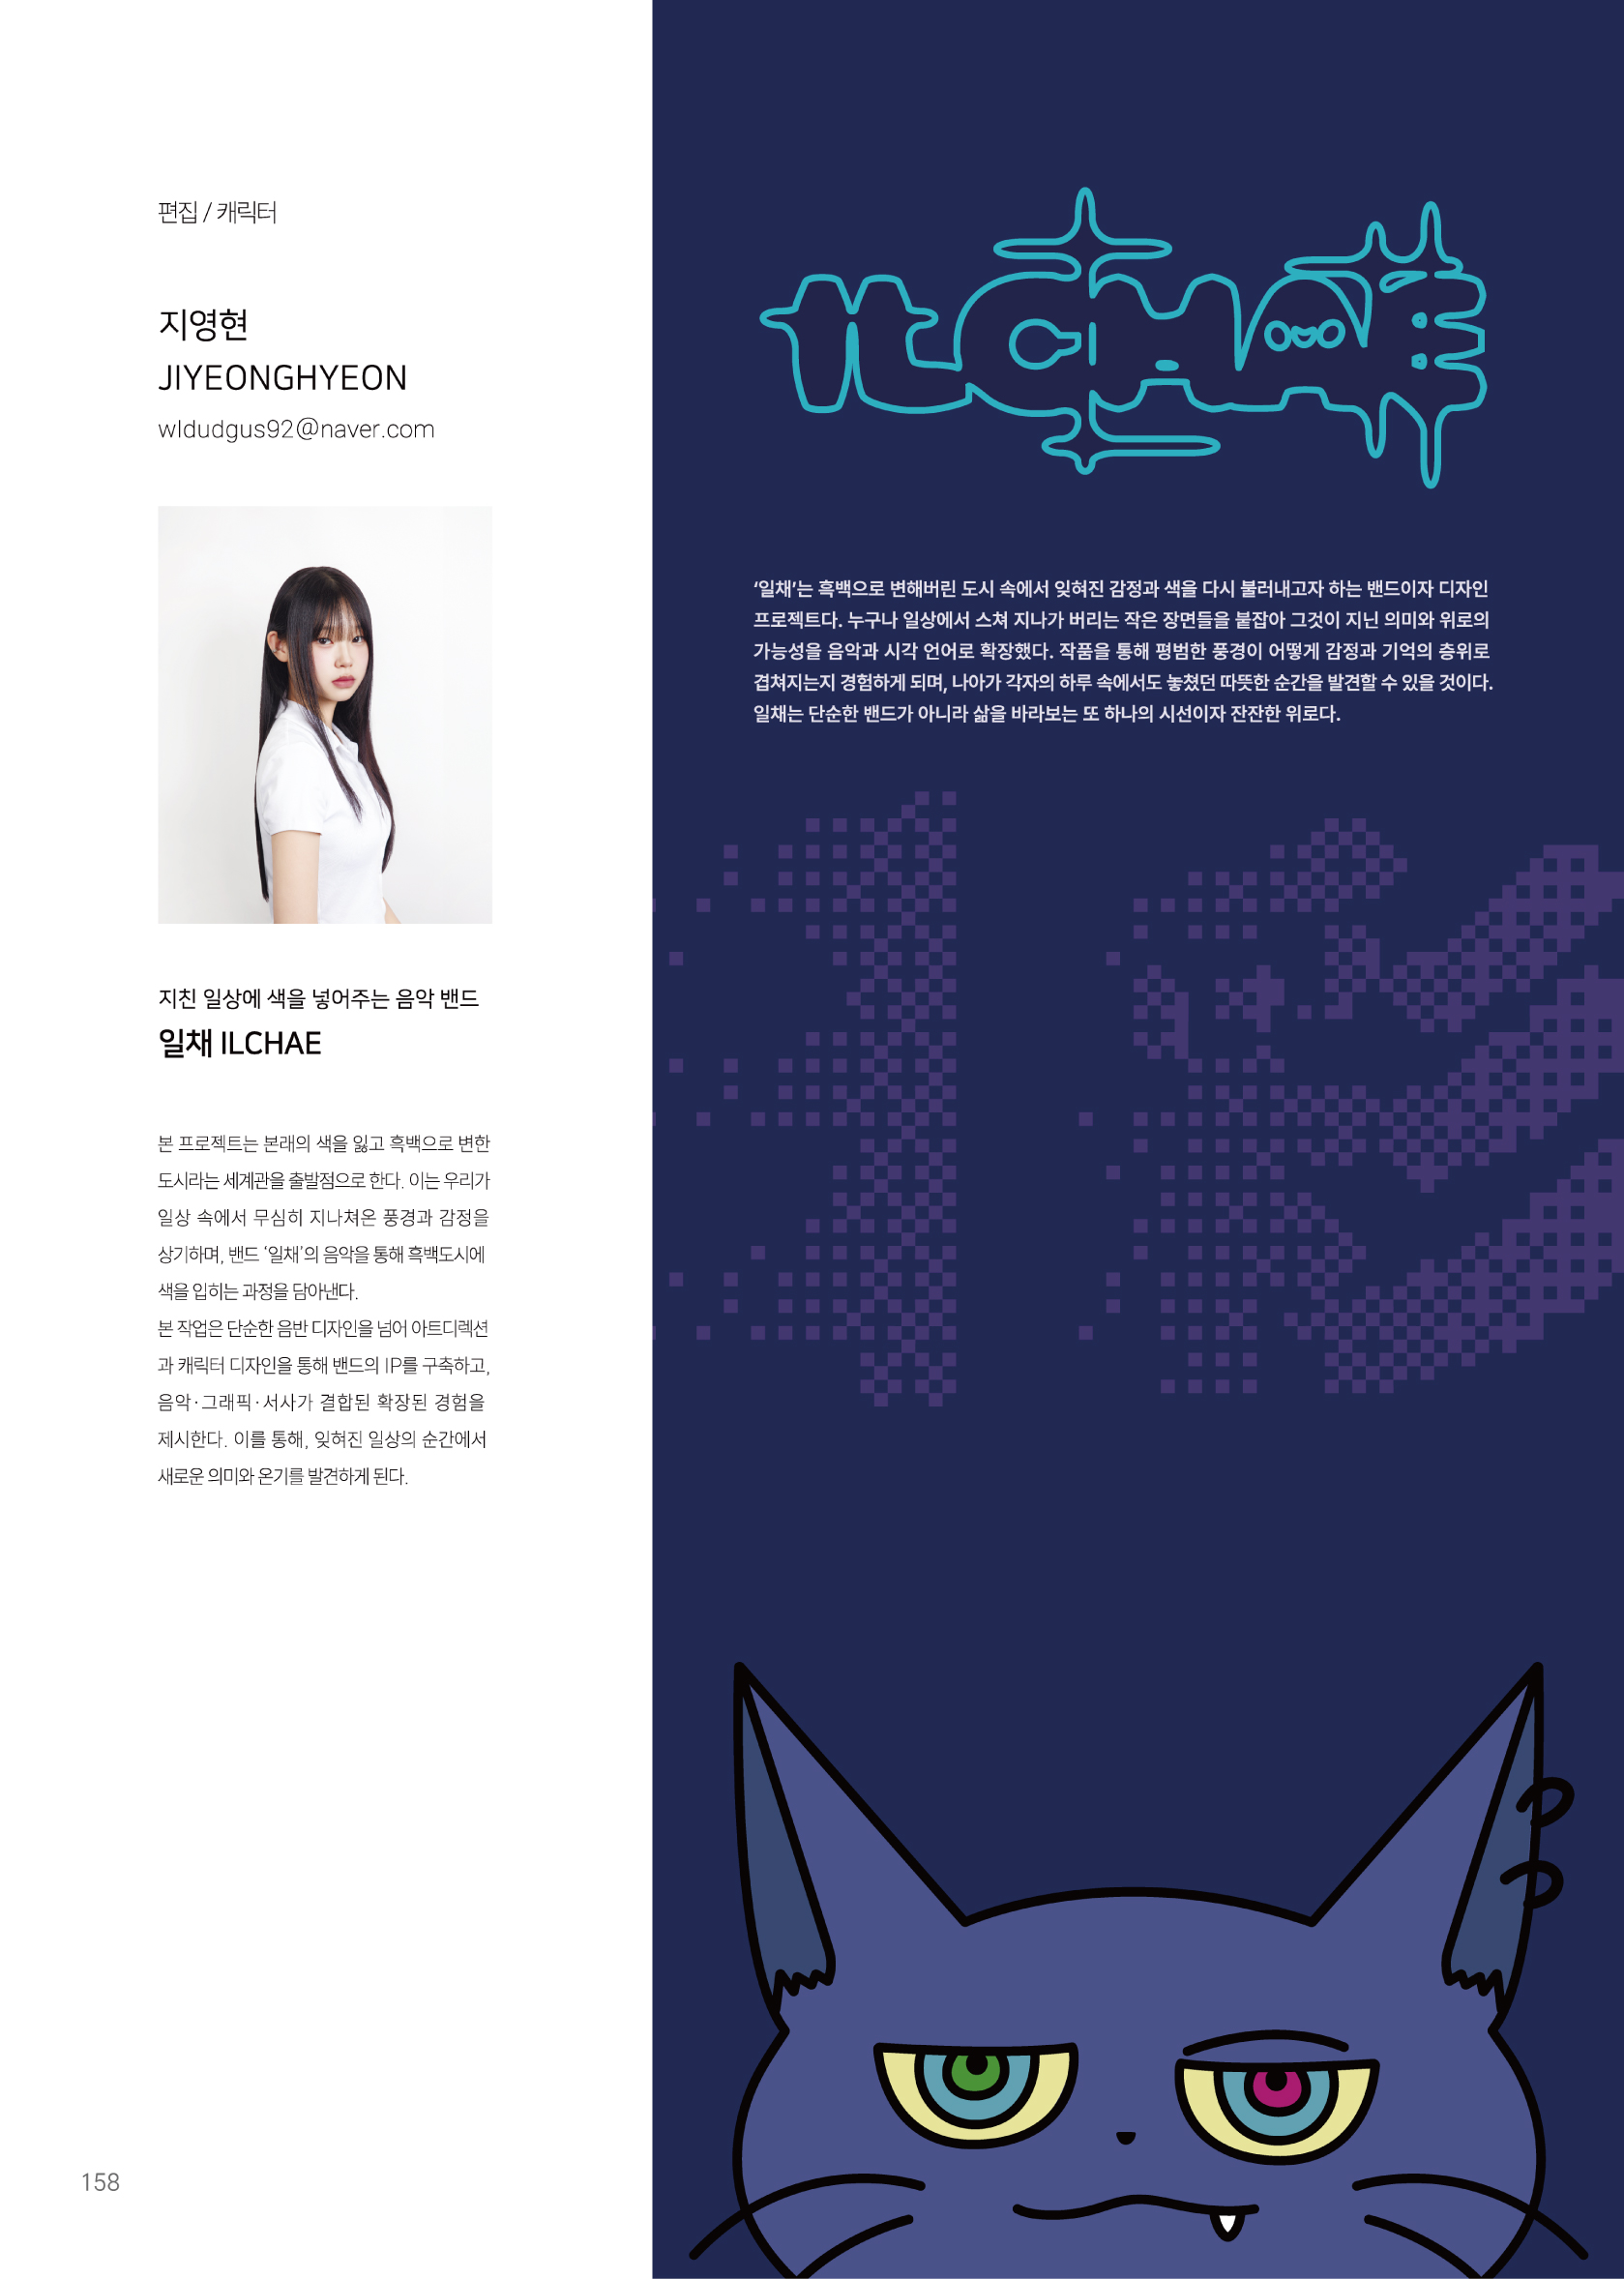 편집 / 캐릭터
지영현
JIYEONGHYEON
wldudgus92@naver.com
지친 일상에 색을 넣어주는 음악 밴드
일채 ILCHAE
본 프로젝트는 본래의 색을 잃고 흑백으로 변한
도시라는 세계관을 출발점으로 한다. 이는 우리가
일상 속에서 무심히 지나쳐온 풍경과 감정을
상기하며, 밴드 ‘일채’의 음악을 통해 흑백도시에
색을 입히는 과정을 담아낸다.
본 작업은 단순한 음반 디자인을 넘어 아트디렉션
과 캐릭터 디자인을 통해 밴드의 IP를 구축하고,
음악·그래픽·서사가 결합된 확장된 경험을
제시한다. 이를 통해, 잊혀진 일상의 순간에서
새로운 의미와 온기를 발견하게 된다.
158
ILCHAE
‘일채’는 흑백으로 변해버린 도시 속에서 잊혀진 감정과 색을 다시 불러내고자 하는 밴드이자 디자인
프로젝트다. 누구나 일상에서 스쳐 지나가 버리는 작은 장면들을 붙잡아 그것이 지닌 의미와 위로의
가능성을 음악과 시각 언어로 확장했다. 작품을 통해 평범한 풍경이 어떻게 감정과 기억의 층위로
겹쳐지는지 경험하게 되며, 나아가 각자의 하루 속에서도 놓쳤던 따뜻한 순간을 발견할 수 있을 것이다.
일채는 단순한 밴드가 아니라 삶을 바라보는 또 하나의 시선이자 잔잔한 위로다.